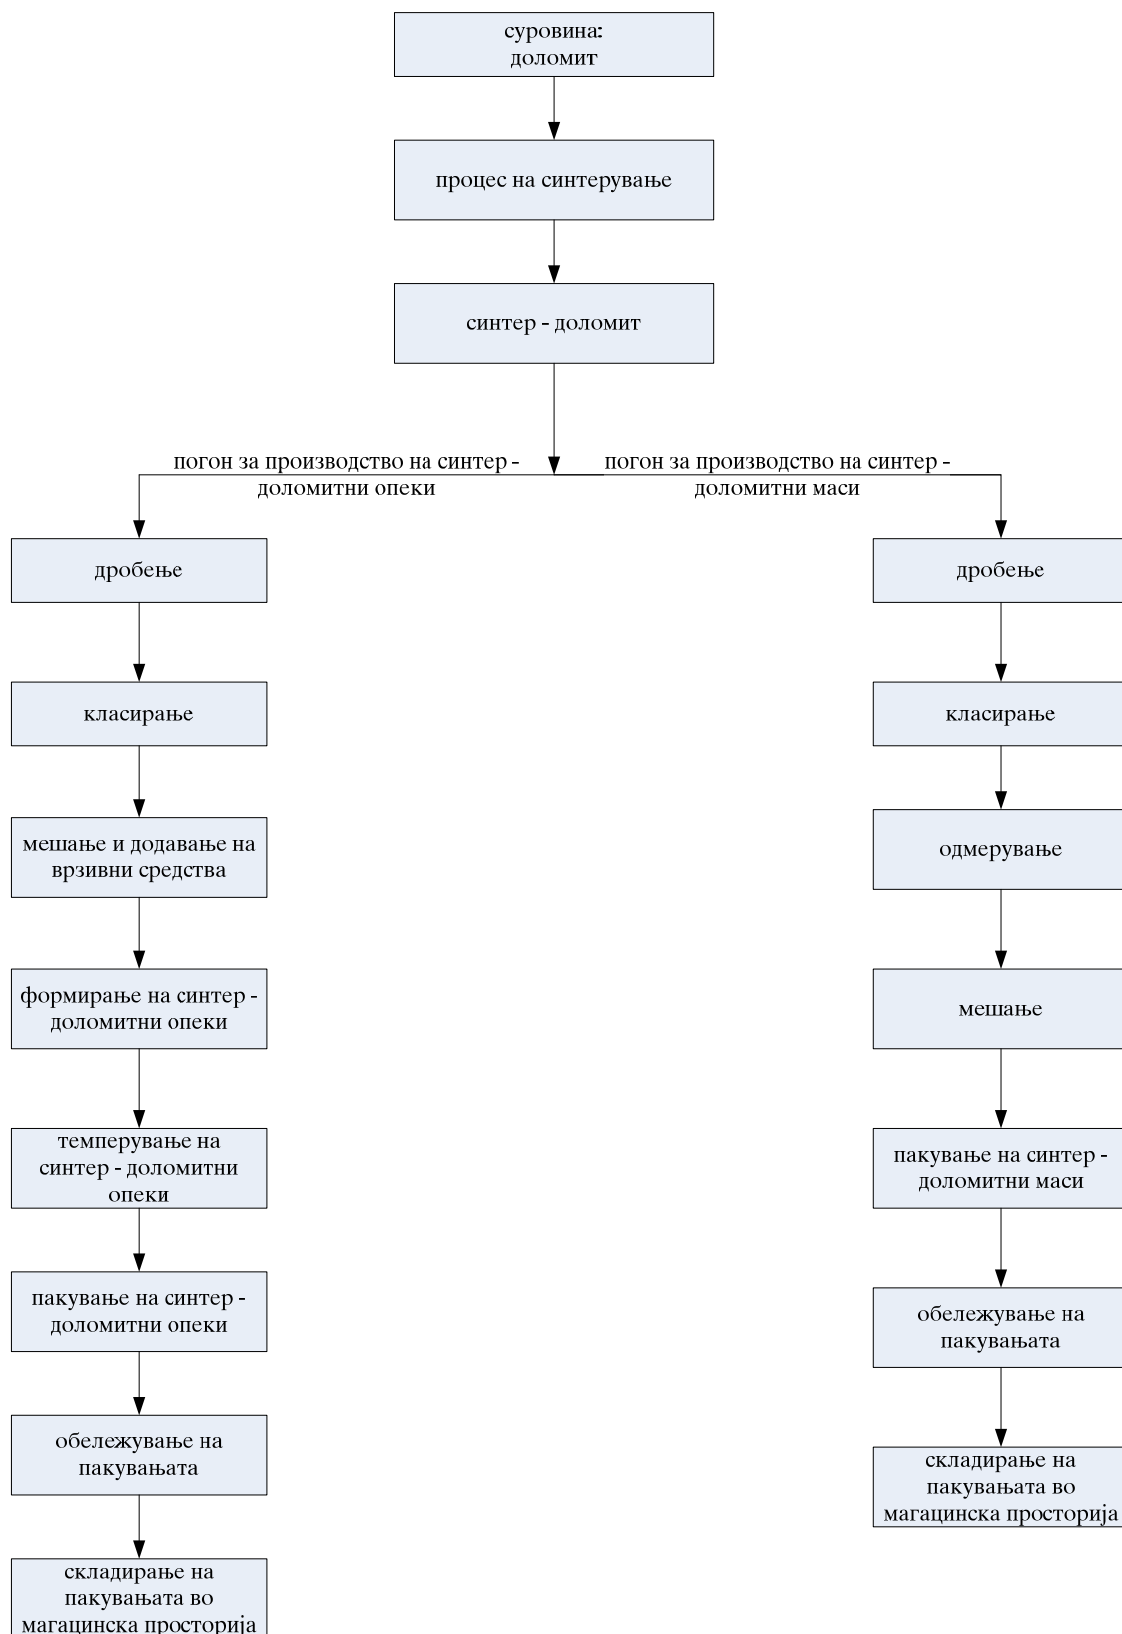 суровина:
доломит
процес на синтерување
синтер - доломит
погон за производство на синтер -
доломитни опеки
погон за производство на синтер -
доломитни маси
дробење
класирање
мешање и додавање на
врзивни средства
формирање на синтер -
доломитни опеки
темперување на
синтер - доломитни
опеки
пакување на синтер -
доломитни опеки
обележување на
пакувањата
складирање на
пакувањата во
магацинска просторија
дробење
класирање
одмерување
мешање
пакување на синтер -
доломитни маси
обележување на
пакувањата
складирање на
пакувањата во
магацинска просторија